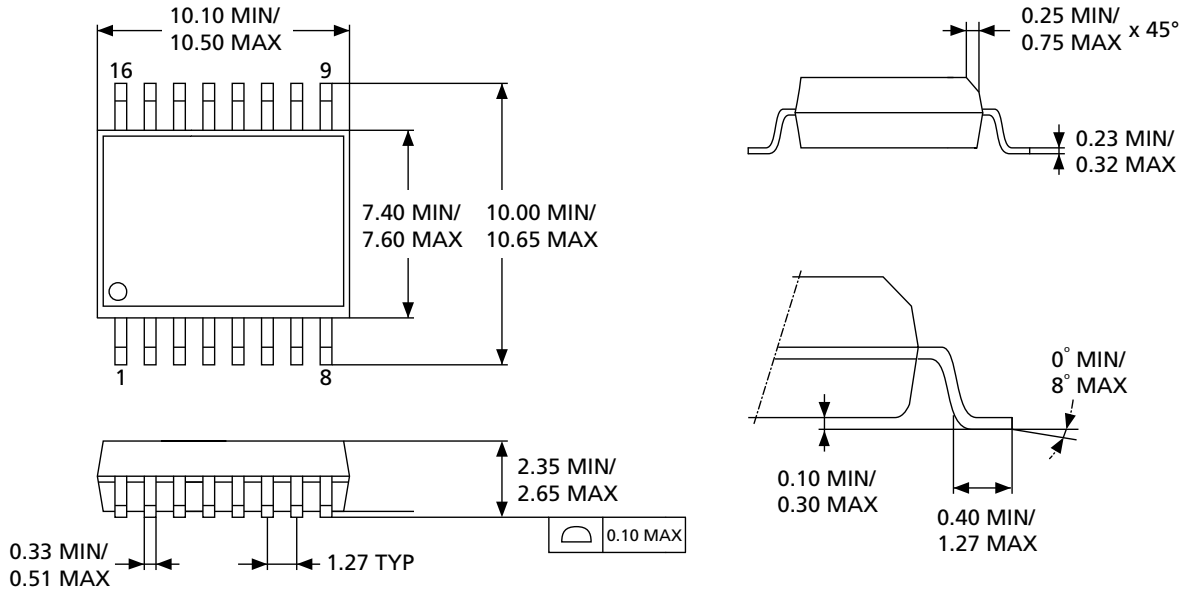 10.10 MIN/
10.50 MAX
16
9
7.40 MIN/
7.60 MAX
10.00 MIN/
10.65 MAX
1
8
0.25 MIN/
0.75 MAX
x 45°
0.23 MIN/
0.32 MAX
0° MIN/
8° MAX
0.10 MIN/
0.30 MAX
0.40 MIN/
1.27 MAX
2.35 MIN/
2.65 MAX
0.10 MAX
0.33 MIN/
0.51 MAX
1.27 TYP